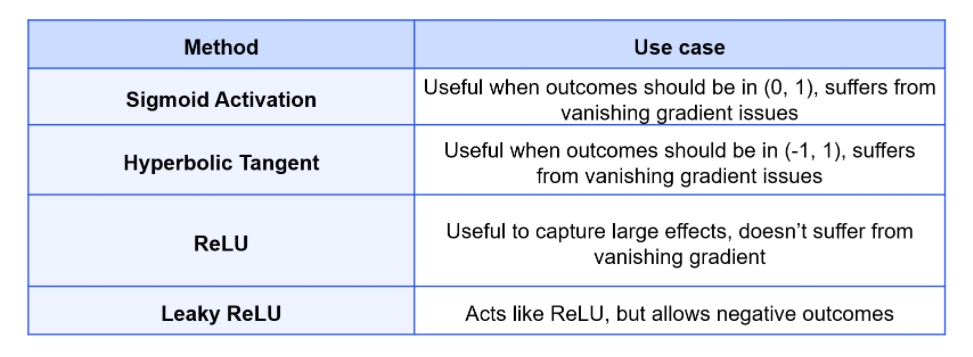 Method
Use case
Sigmoid Activation
Useful when outcomes should be in (0, 1), suffers from
vanishing gradient issues
Hyperbolic Tangent
Useful when outcomes should be in (-1, 1), suffers
from vanishing gradient issues
ReLU
Useful to capture large effects, doesn’t suffer from
vanishing gradient
Leaky ReLU
Acts like ReLU, but allows negative outcomes